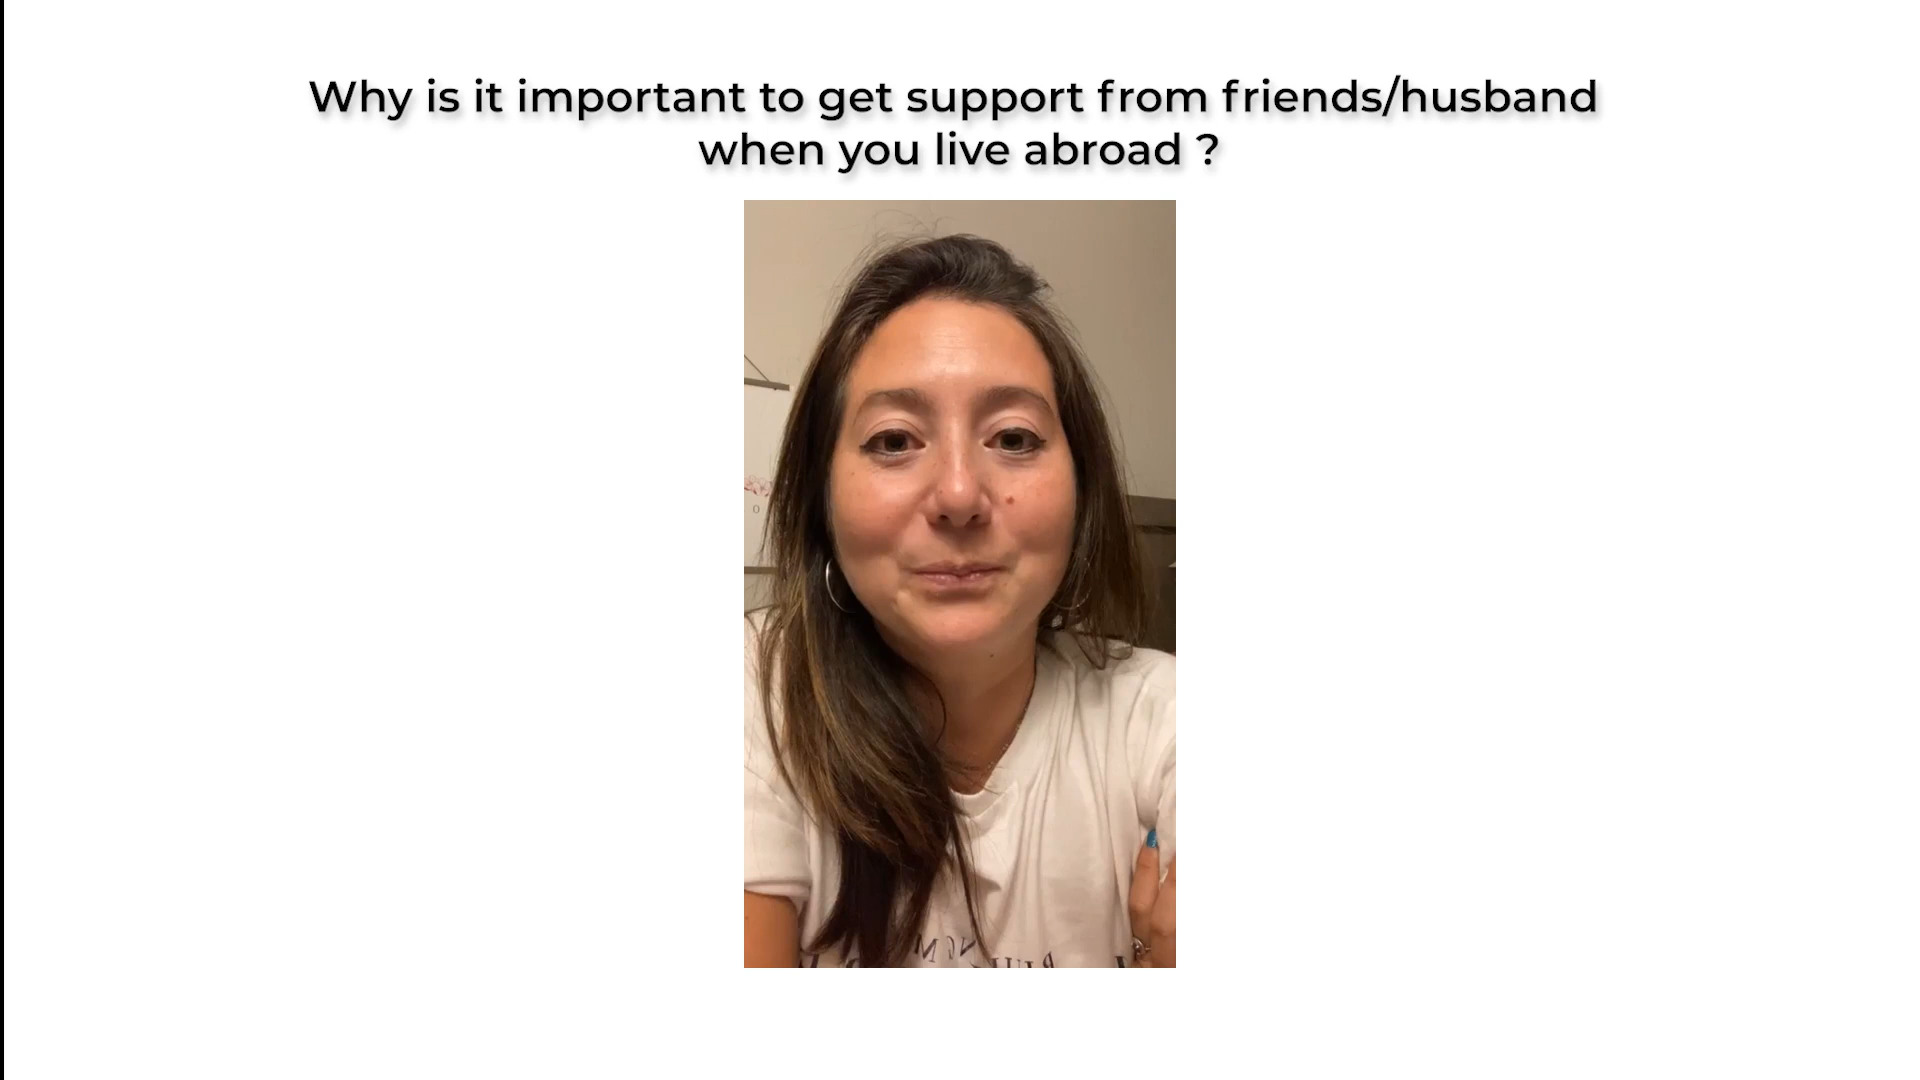 Why is it important to get support from friends/husband
when you live abroad ?